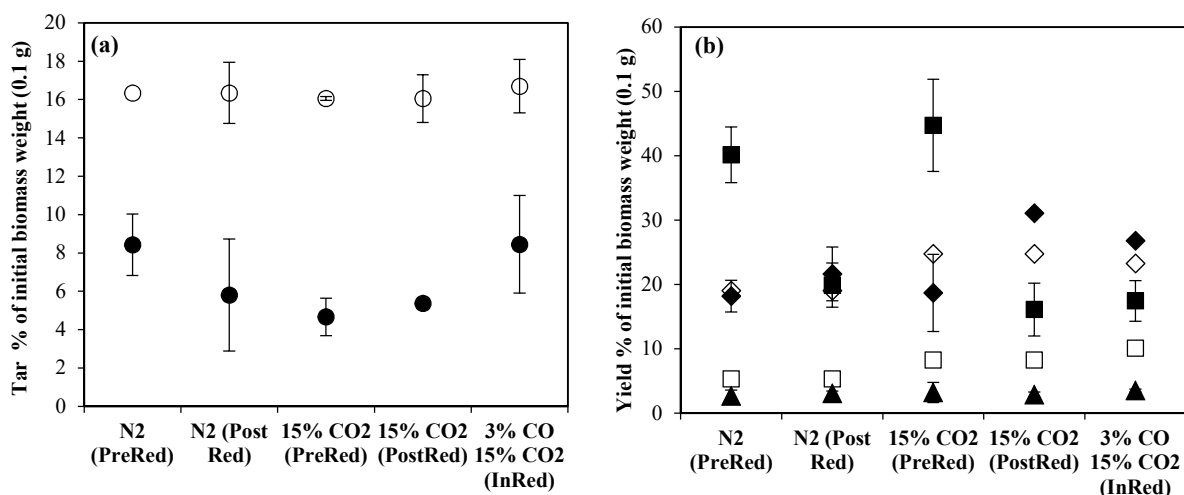 20
18
16
14
12
10
8
6
4
2
0
Tar % of initial biomass weight (0.1 g)
(a)
N2
(PreRed)
N2 (Post
Red)
15% CO2
(PreRed)
15% CO2
(PostRed)
3% CO
15% CO2
(InRed)
60
50
40
30
20
10
0
Yield % of initial biomass weight (0.1 g)
(b)
N2
(PreRed)
N2 (Post
Red)
15% CO2
(PreRed)
15% CO2
(PostRed)
3% CO
15% CO2
(InRed)